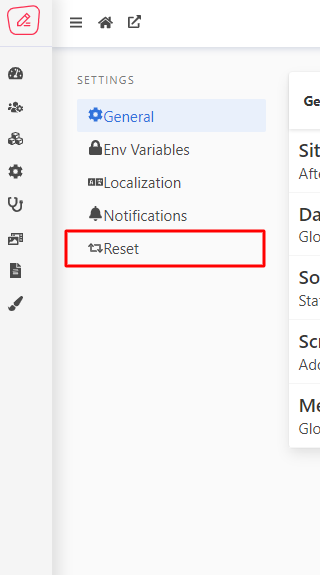 SETTINGS
General
Env Variables
Localization
Notifications
Reset
Ge
Sit
Afte
Da
Glo
So
Sta
Scr
Add
Me
Glo